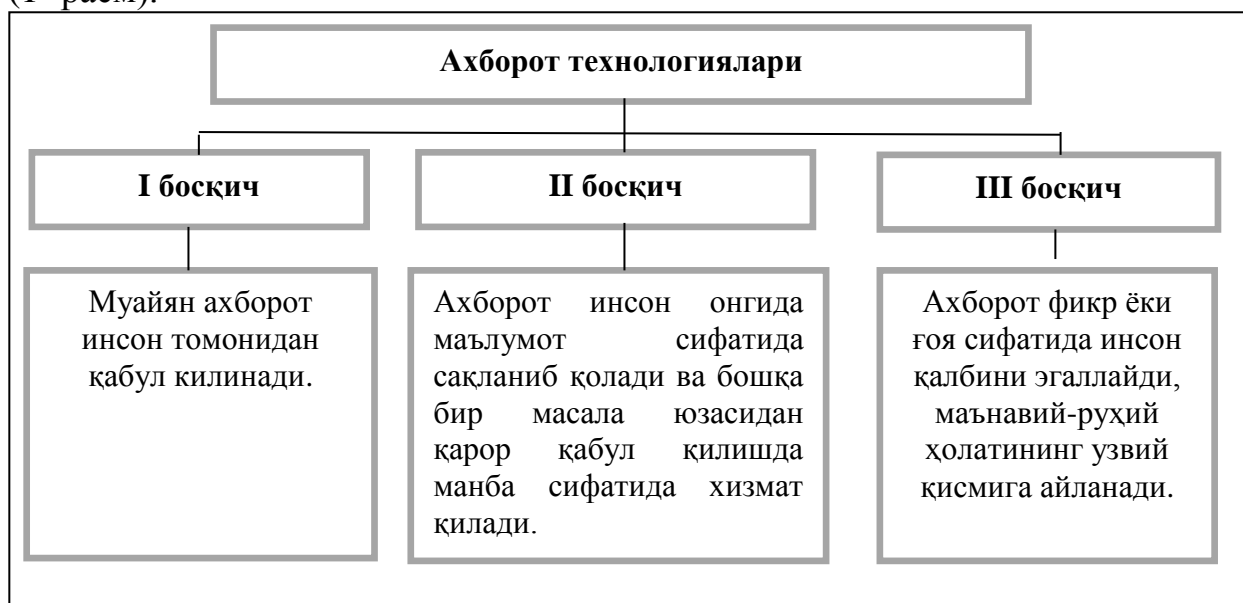 (1- расм).
Ахборот технологиялари
I босқич
II босқич
III босқич
Муайян ахборот
инсон томонидан
қабул килинади.
Ахборот инсон онгида
маълумот сифатида
сақланиб қолади ва бошқа
бир масала юзасидан
қарор қабул қилишда
манба сифатида хизмат
қилади.
Ахборот фикр ёки
ғоя сифатида инсон
қалбини эгаллайди,
маънавий-руҳий
ҳолатининг узвий
қисмига айланади.